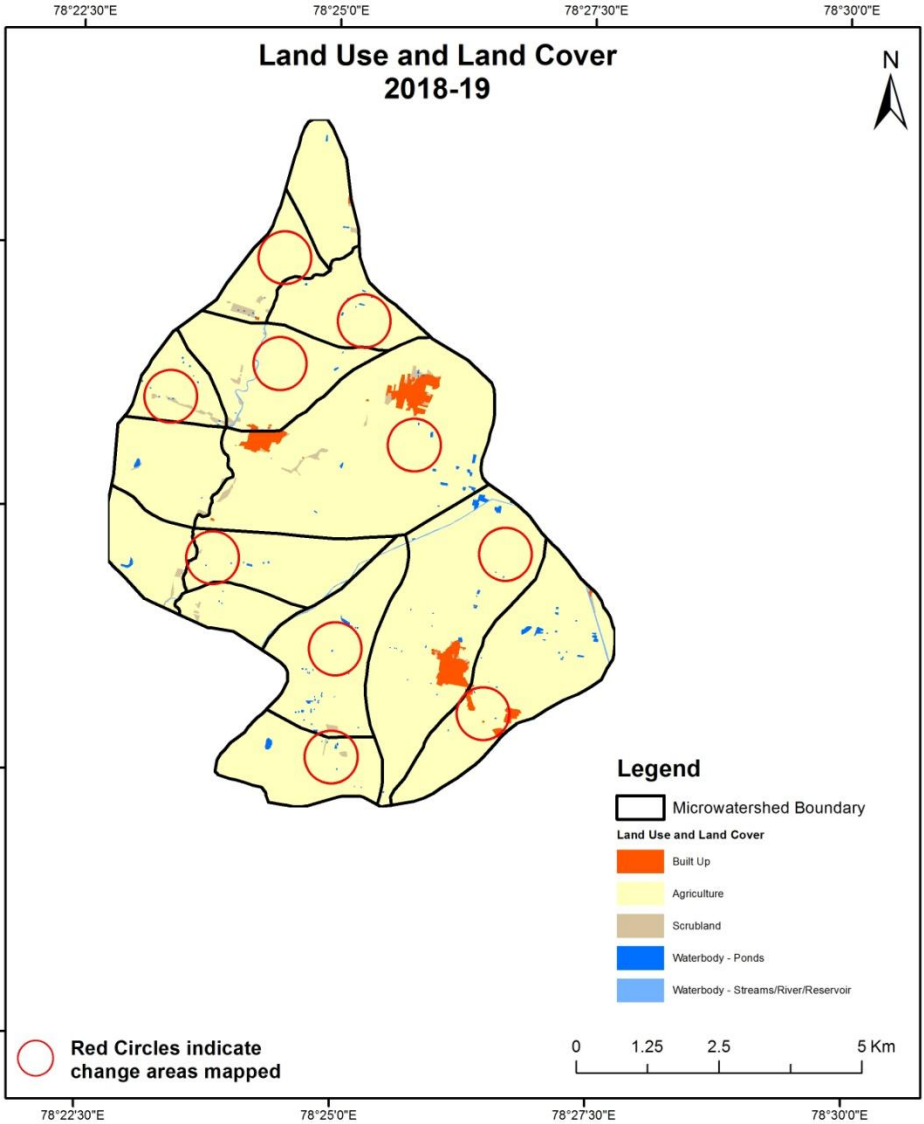 78°22'30"E 78°25'0"E 78°27'30"E 78°30'0"E
Land Use and Land Cover
2018-19
N
Legend
Microwatershed Boundary
Land Use and Land Cover
Built Up
Agriculture
Scrubland
Waterbody - Ponds
Waterbody - Streams/River/Reservoir
Red Circles indicate
change areas mapped
0 1.25 2.5 5 Km
78°22'30"E 78°25'0"E 78°27'30"E 78°30'0"E